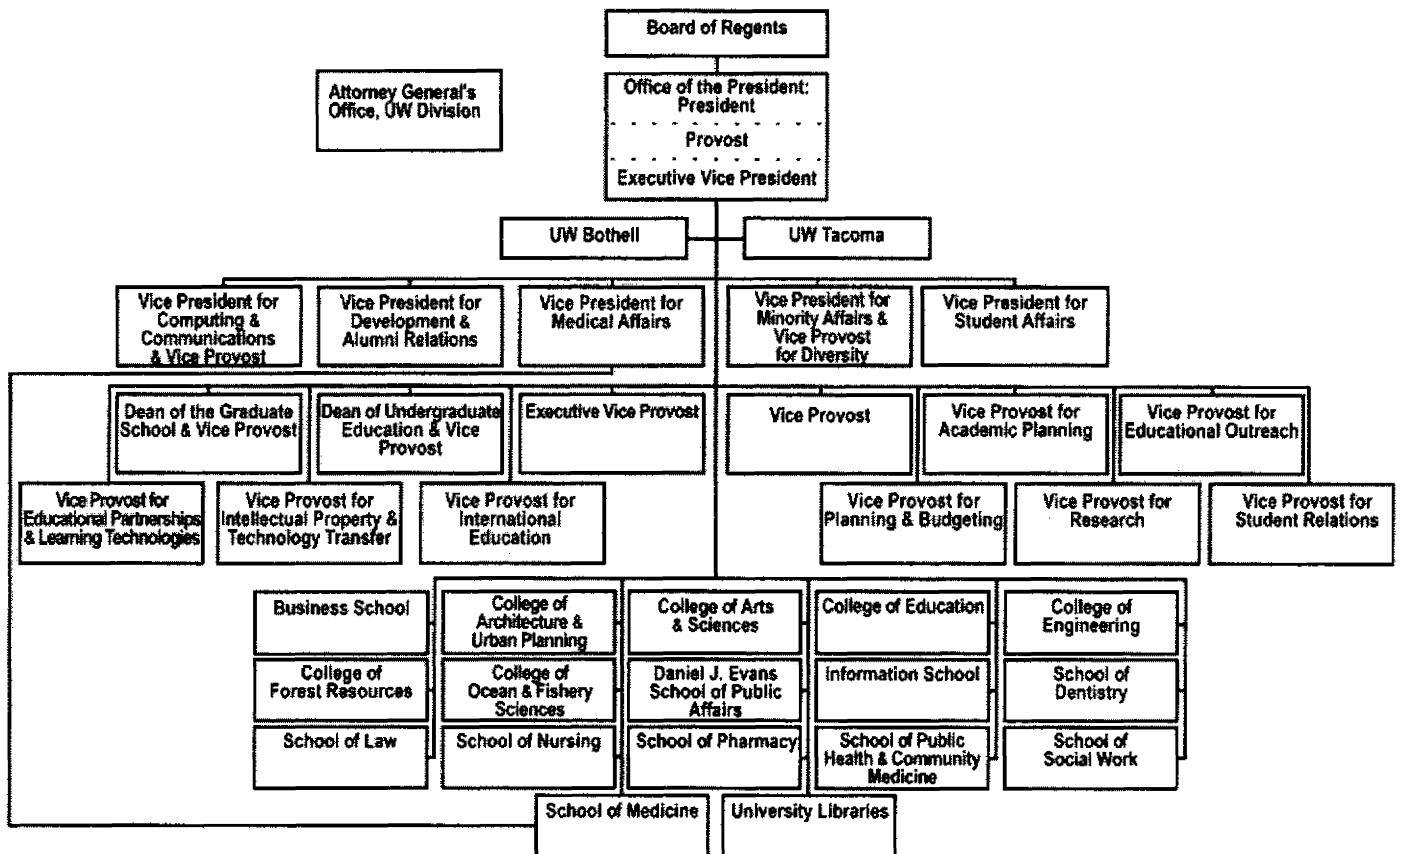 Board of Regents
Attorney General's
Office, UW Division
Office of the President:
President
Provost
Executive Vice President
UW Bothell
UW Tacoma
Vice President for
Computing &
Communications
& Vice Provost
Vice President for
Development &
Alumni Relations
Vice President for
Medical Affairs
Vice President for
Minority Affairs &
Vice Provost
for Diversity
Vice President for
Student Affairs
Dean of the Graduate
School & Vice Provost
Dean of Undergraduate
Education & Vice
Provost
Executive Vice Provost
Vice Provost
Vice Provost for
Academic Planning
Vice Provost for
Educational Outreach
Vice Provost for
Educational Partnerships
& Learning Technologies
Vice Provost for
Intellectual Property &
Technology Transfer
Vice Provost for
International
Education
Vice Provost for
Planning & Budgeting
Vice Provost for
Research
Vice Provost for
Student Relations
Business School
College of
Architecture &
Urban Planning
College of Arts
& Sciences
College of Education
College of
Engineering
College of
Forest Resources
College of
Ocean & Fishery
Sciences
Daniel J. Evans
School of Public
Affairs
Information School
School of
Dentistry
School of Law
School of Nursing
School of Pharmacy
School of Public
Health & Community
Medicine
School of
Social Work
School of Medicine
University Libraries